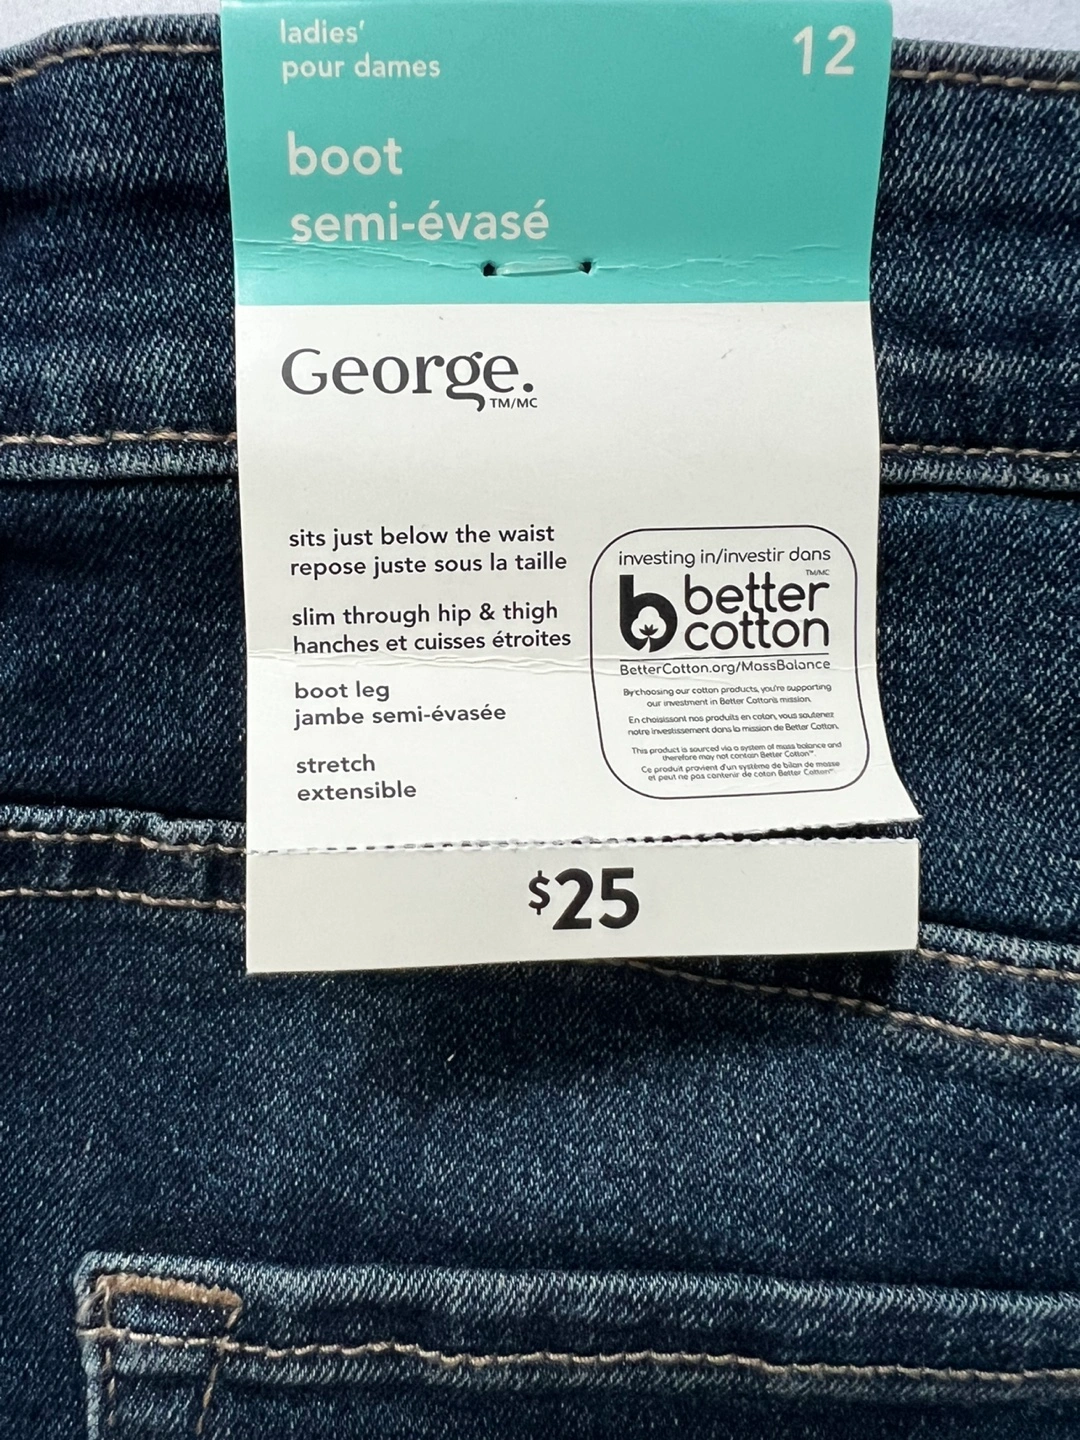 ladies'
pour dames
12
boot
semi-évasé
George.
TM/MC
sits just below the waist
repose juste sous la taille
slim through hip & thigh
hanches et cuisses étroites
boot leg
jambe semi-évasée
stretch
extensible
investing in/investir dans
TM/MC
better
cotton
BetterCotton.org/MassBalance
By choosing our cotton products, you're supporting
our investment in Better Cotton's mission.
En choisissant nos produits en coton, vous soutenez
notre investissement dans la mission de Better Cotton.
This product is sourced via a system of mass balance and
therefore may not contain Better Cotton™.
Ce produit provient d'un système de bilan de masse
et peut ne pas contenir de coton Better Cotton™.
$25